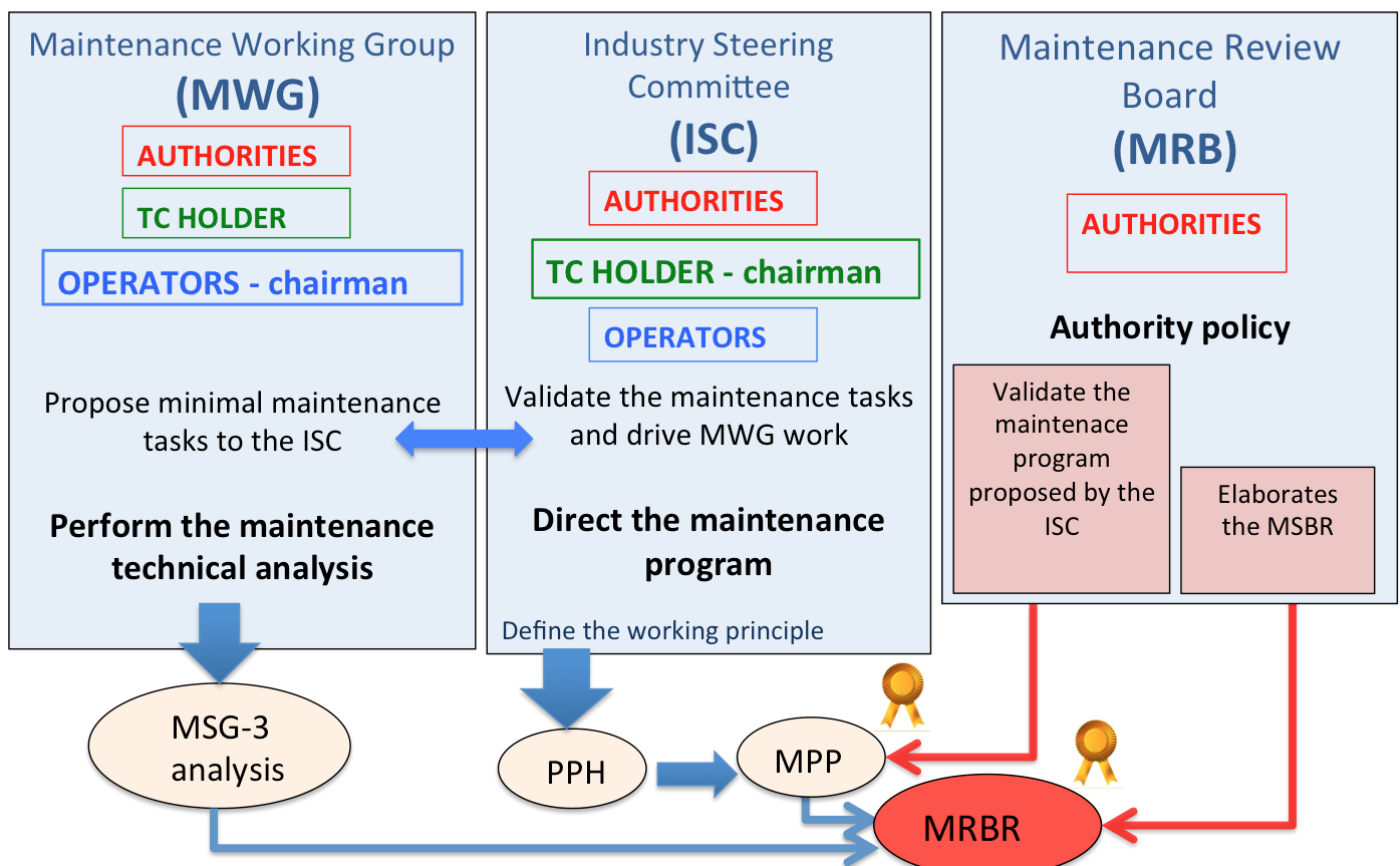 Maintenance Working Group
(MWG)
AUTHORITIES
TC HOLDER
OPERATORS - chairman
Propose minimal maintenance
tasks to the ISC
Perform the maintenance
technical analysis
Industry Steering
Committee
(ISC)
AUTHORITIES
TC HOLDER - chairman
OPERATORS
Validate the maintenance tasks
and drive MWG work
Direct the maintenance
program
Define the working principle
Maintenance Review
Board
(MRB)
AUTHORITIES
Authority policy
Validate the
maintenace
program
proposed by the
ISC
Elaborates
the MSBR
MSG-3
analysis
PPH
MPP
MRBR